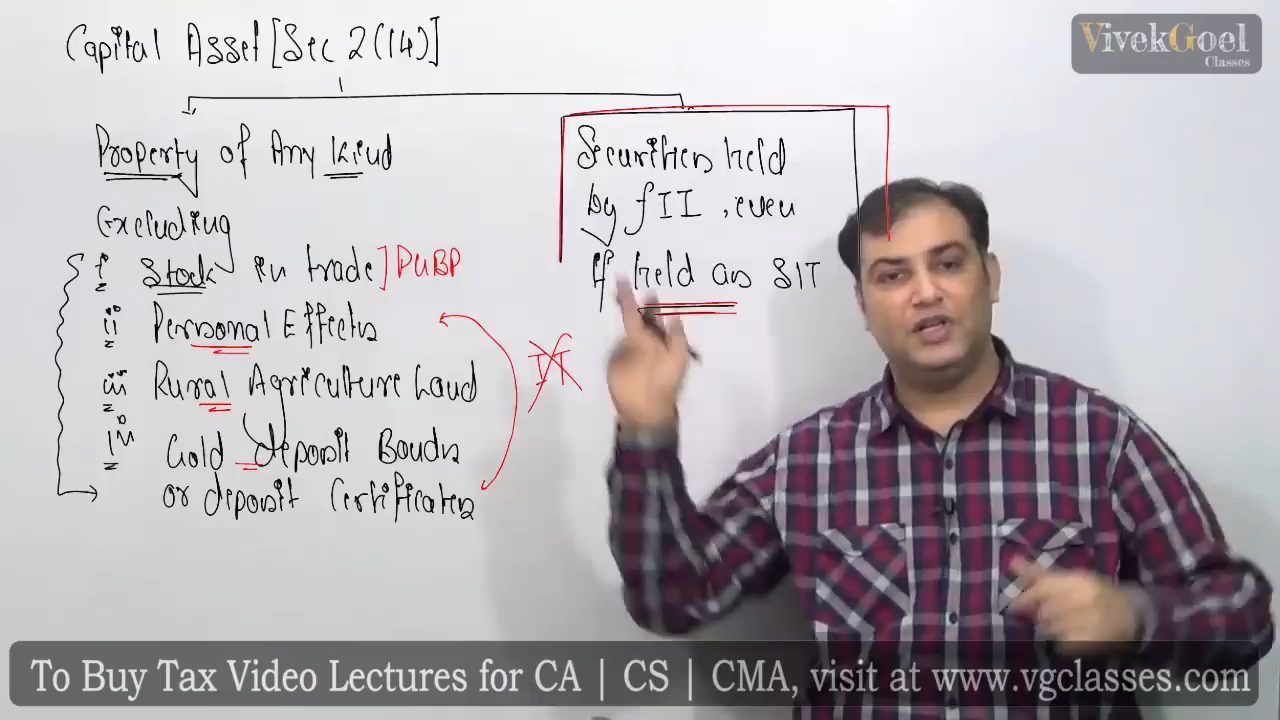 Capital Asset [Sec 2(14)]
Property of Any kind
Excluding
i Stock in trade] PUBP
ii Personal Effects
iii Rural Agriculture Land
iv Gold deposit Bonds
or deposit Certificates
Securities held
by fII, even
if held as SIT
IT
VivekGoel
Classes
To Buy Tax Video Lectures for CA | CS | CMA, visit at www.vgclasses.com